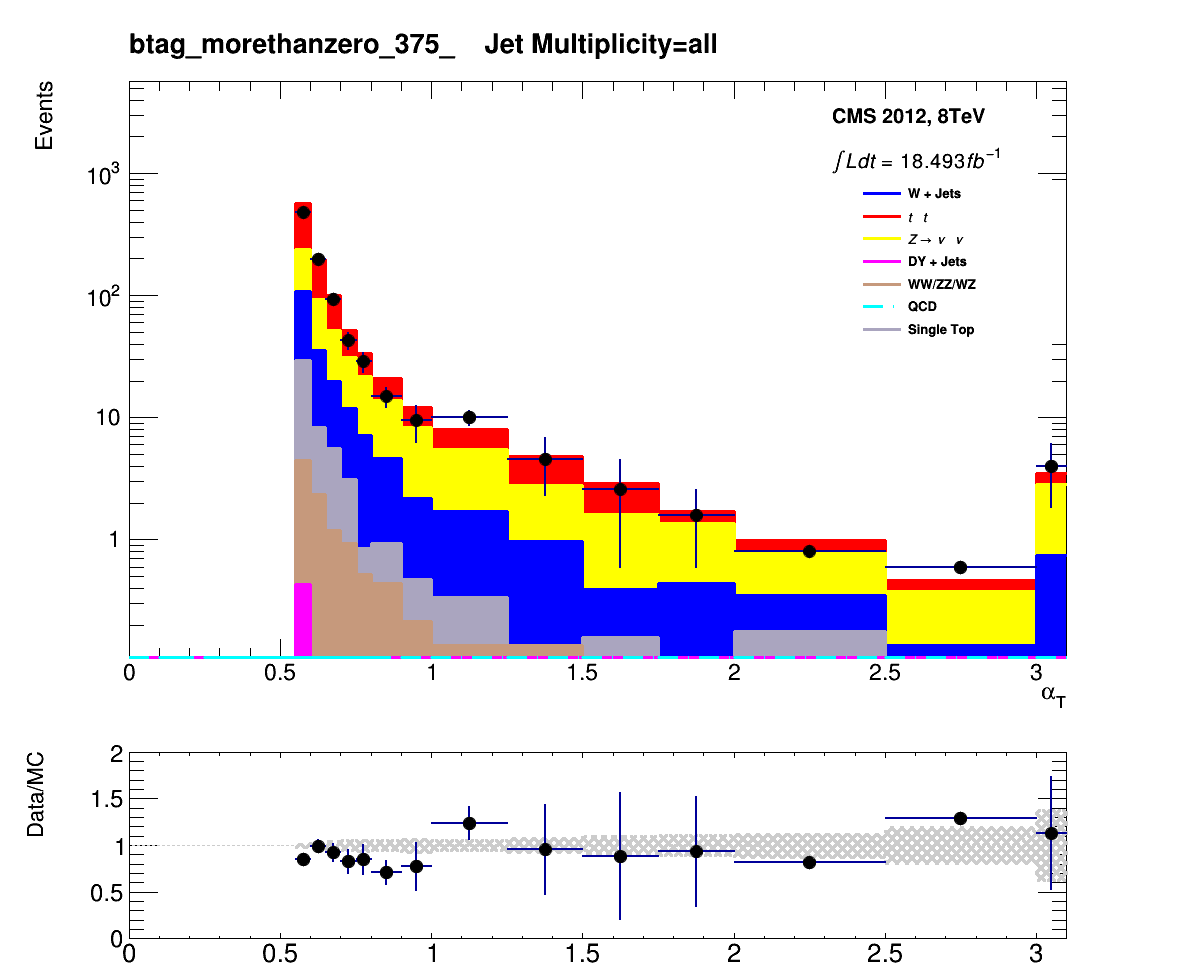 btag_morethanzero_375_ Jet Multiplicity=all
Events
CMS 2012, 8TeV
∫Ldt = 18.493fb⁻¹
W + Jets
t t
Z→ ν ν
DY + Jets
WW/ZZ/WZ
QCD
Single Top
10³
10²
10
1
0 0.5 1 1.5 2 2.5 3
α_T
Data/MC
2
1.5
1
0.5
0
0 0.5 1 1.5 2 2.5 3